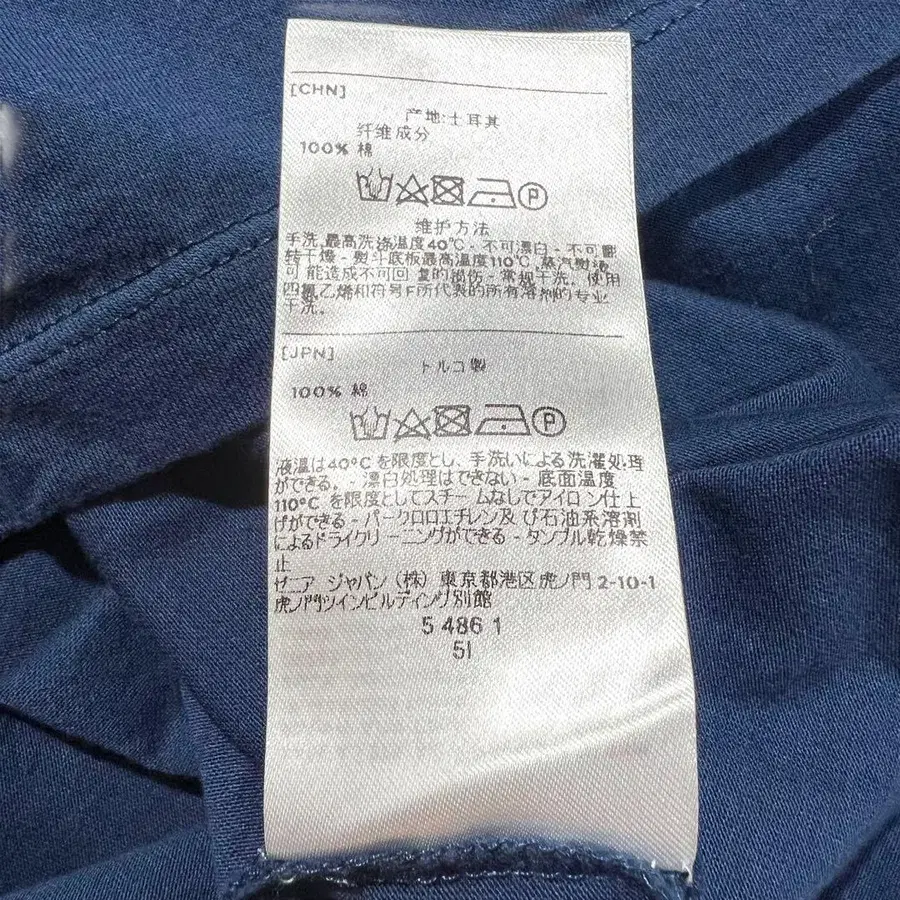 [CHN]
产地:土耳其
纤维成分
100% 棉
P
维护方法
手洗,最高洗涤温度40℃ - 不可漂白 - 不可翻
转干燥 - 熨斗底板最高温度110℃,蒸汽熨烫
可能造成不可回复的损伤 - 常规干洗。使用
四氯乙烯和符号F所代表的所有溶剂的专业
干洗。
[JPN]
トルコ製
100% 綿
P
液温は40℃を限度とし、手洗いによる洗濯処理
ができる - 漂白処理はできない - 底面温度
110℃を限度としてスチームなしでアイロン仕上
げができる - パークロロエチレン及び石油系溶剤
によるドライクリーニングができる - タンブル乾燥禁
止
ゼニア ジャパン (株) 東京都港区虎ノ門 2-10-1
虎ノ門ツインビルディング別館
5 486 1
5I